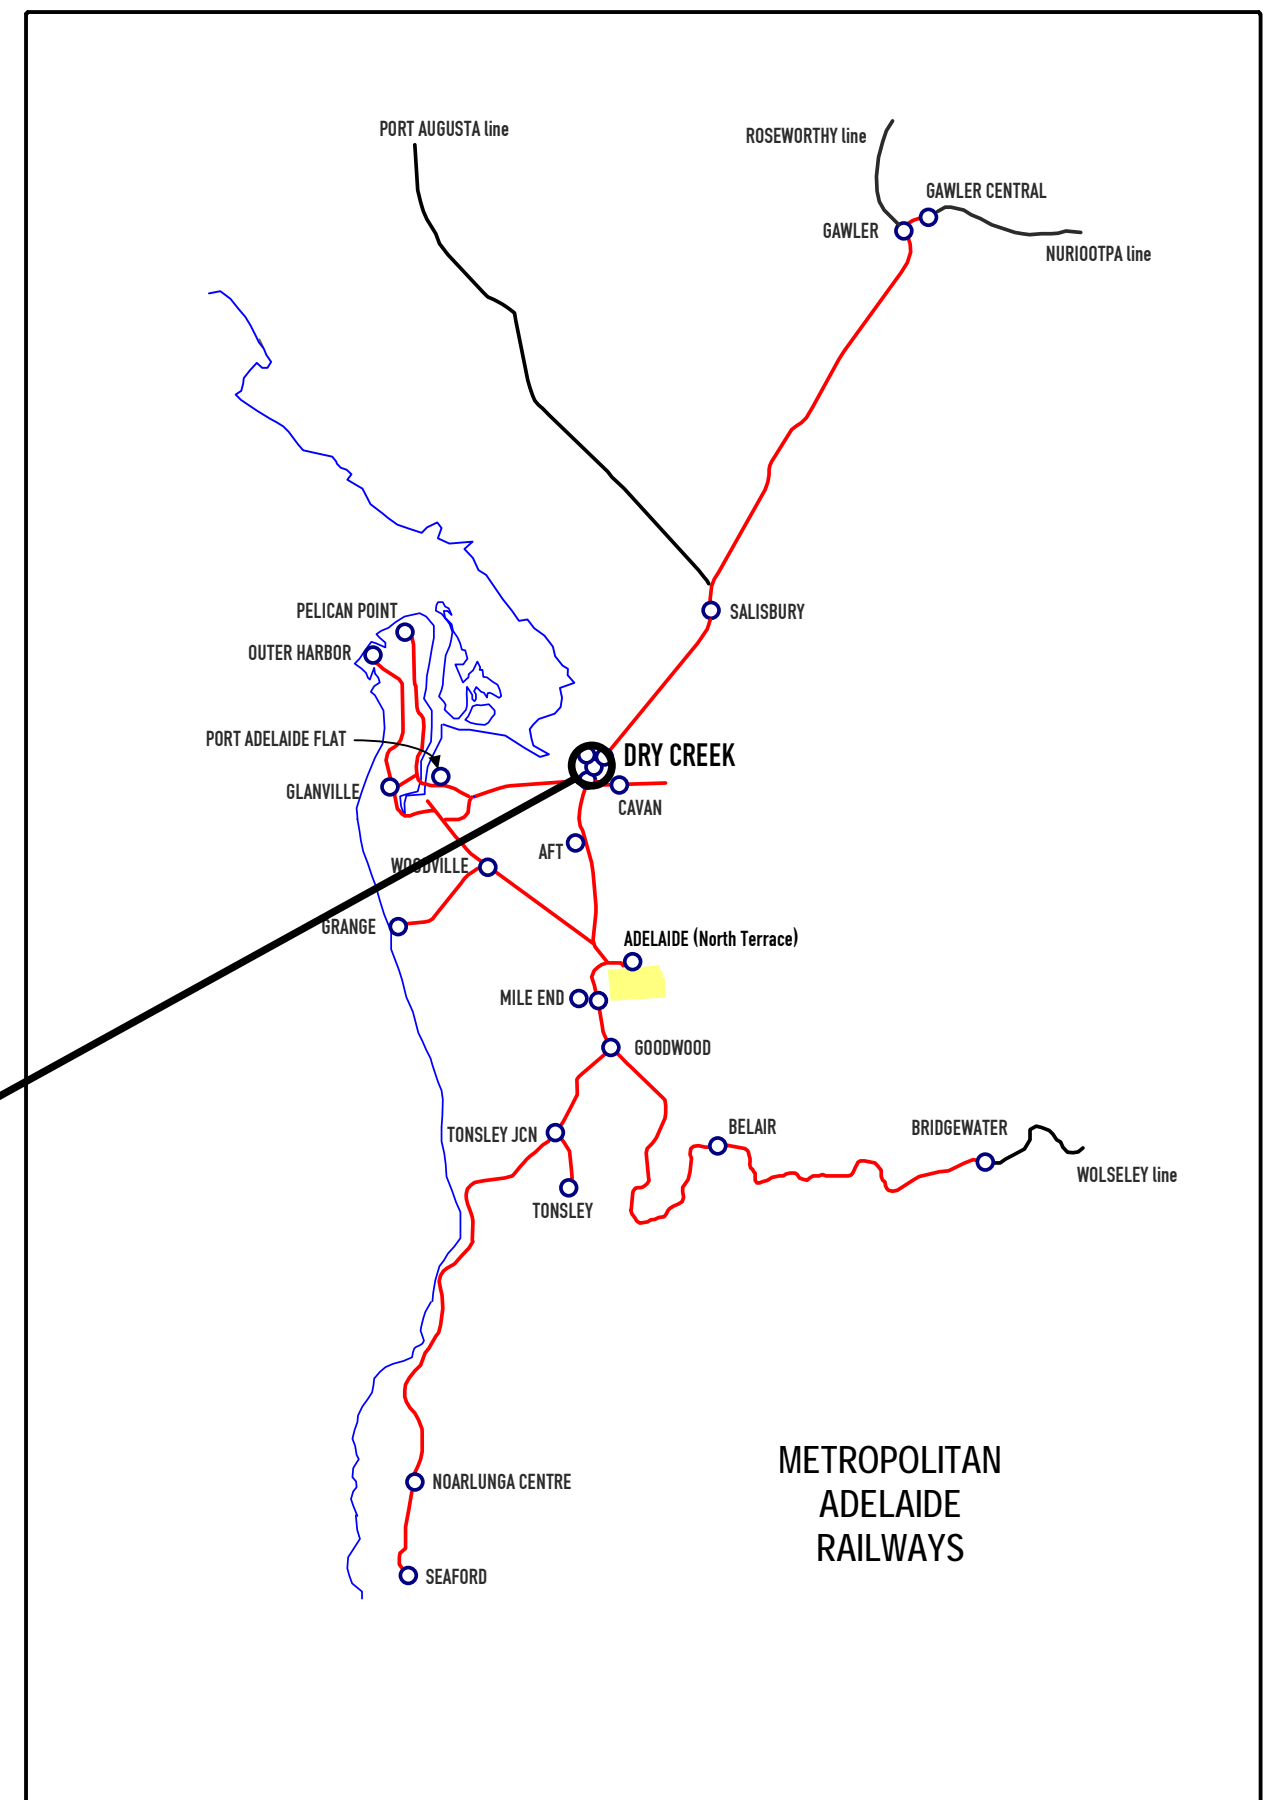 PORT AUGUSTA line
ROSEWORTHY line
GAWLER CENTRAL
GAWLER
NURIOOTPA line
PELICAN POINT
SALISBURY
OUTER HARBOR
PORT ADELAIDE FLAT
DRY CREEK
GLANVILLE
CAVAN
AFT
WOODVILLE
GRANGE
ADELAIDE (North Terrace)
MILE END
GOODWOOD
TONSLEY JCN
BELAIR
BRIDGEWATER
WOLSELEY line
TONSLEY
METROPOLITAN
ADELAIDE
RAILWAYS
NOARLUNGA CENTRE
SEAFORD